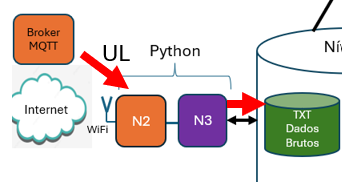 Broker
MQTT
UL
Python
Internet
WiFi
N2
N3
TXT
Dados
Brutos